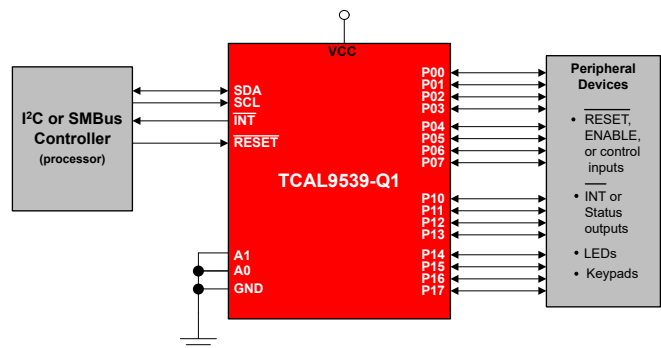 VCC
I²C or SMBus
Controller
(processor)
SDA
SCL
INT
RESET
TCAL9539-Q1
A1
A0
GND
P00
P01
P02
P03
P04
P05
P06
P07
P10
P11
P12
P13
P14
P15
P16
P17
Peripheral
Devices
• RESET,
ENABLE,
or control
inputs
• INT or
Status
outputs
• LEDs
• Keypads